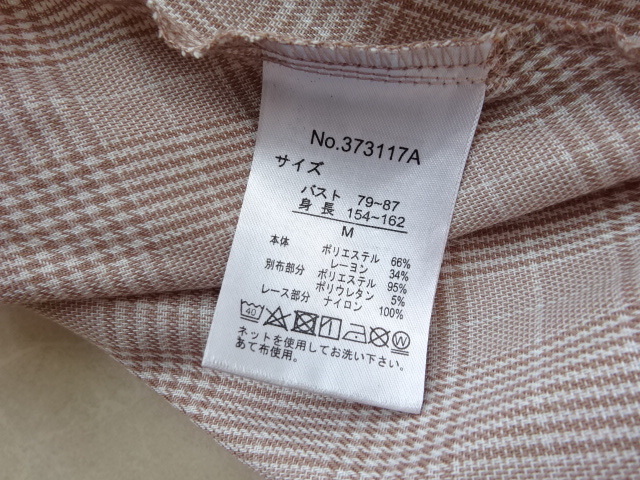 No.373117A
サイズ
バスト 79~87
身長 154~162
M
本体 ポリエステル 66%
レーヨン 34%
別布部分 ポリエステル 95%
ポリウレタン 5%
レース部分 ナイロン 100%
40 W
ネットを使用してお洗い下さい。
あて布使用。